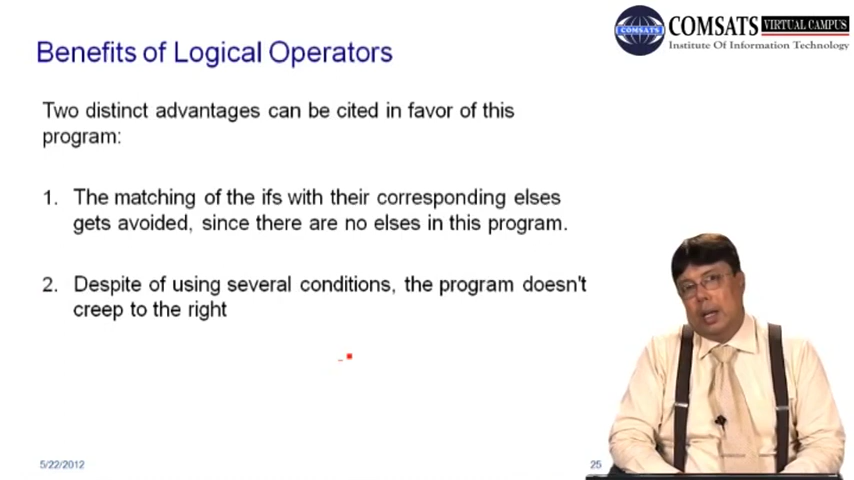 Benefits of Logical Operators
COMSATS
COMSATS VIRTUAL CAMPUS
Institute Of Information Technology
Two distinct advantages can be cited in favor of this
program:
1. The matching of the ifs with their corresponding elses
gets avoided, since there are no elses in this program.
2. Despite of using several conditions, the program doesn't
creep to the right
5/22/2012
25